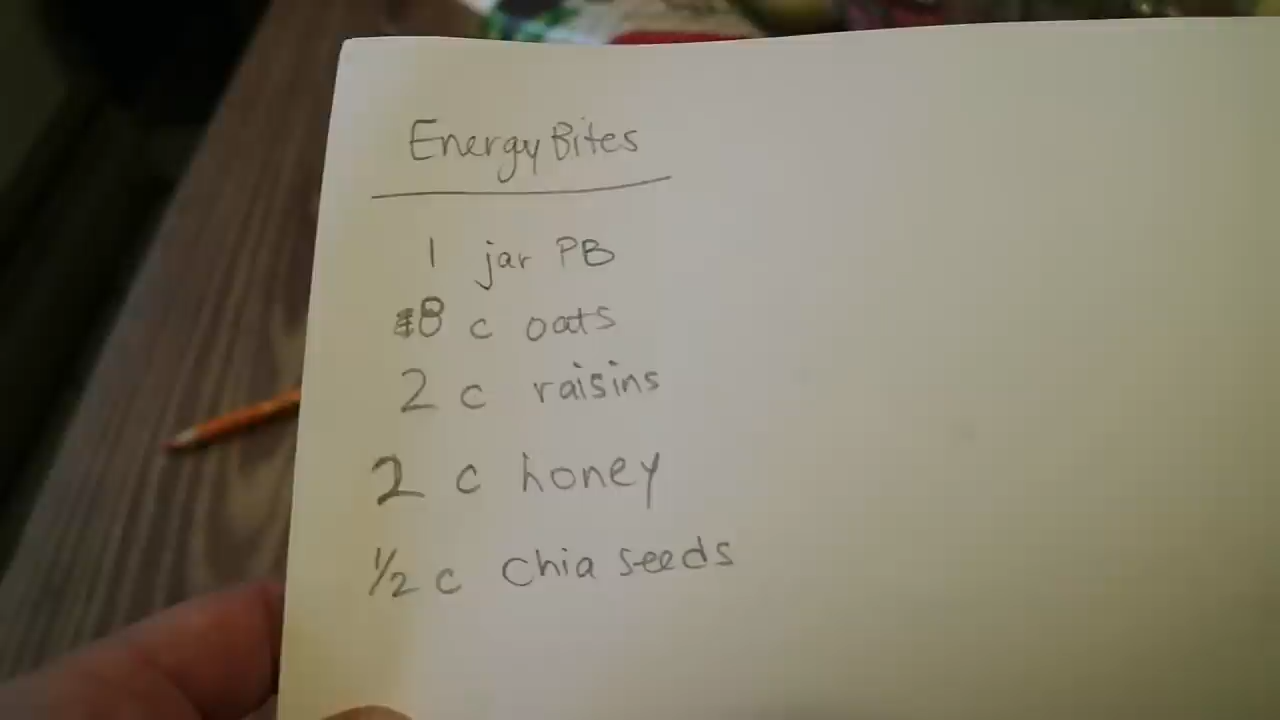 Energy Bites
1 jar PB
8 c oats
2 c raisins
2 c honey
1/2 c chia seeds